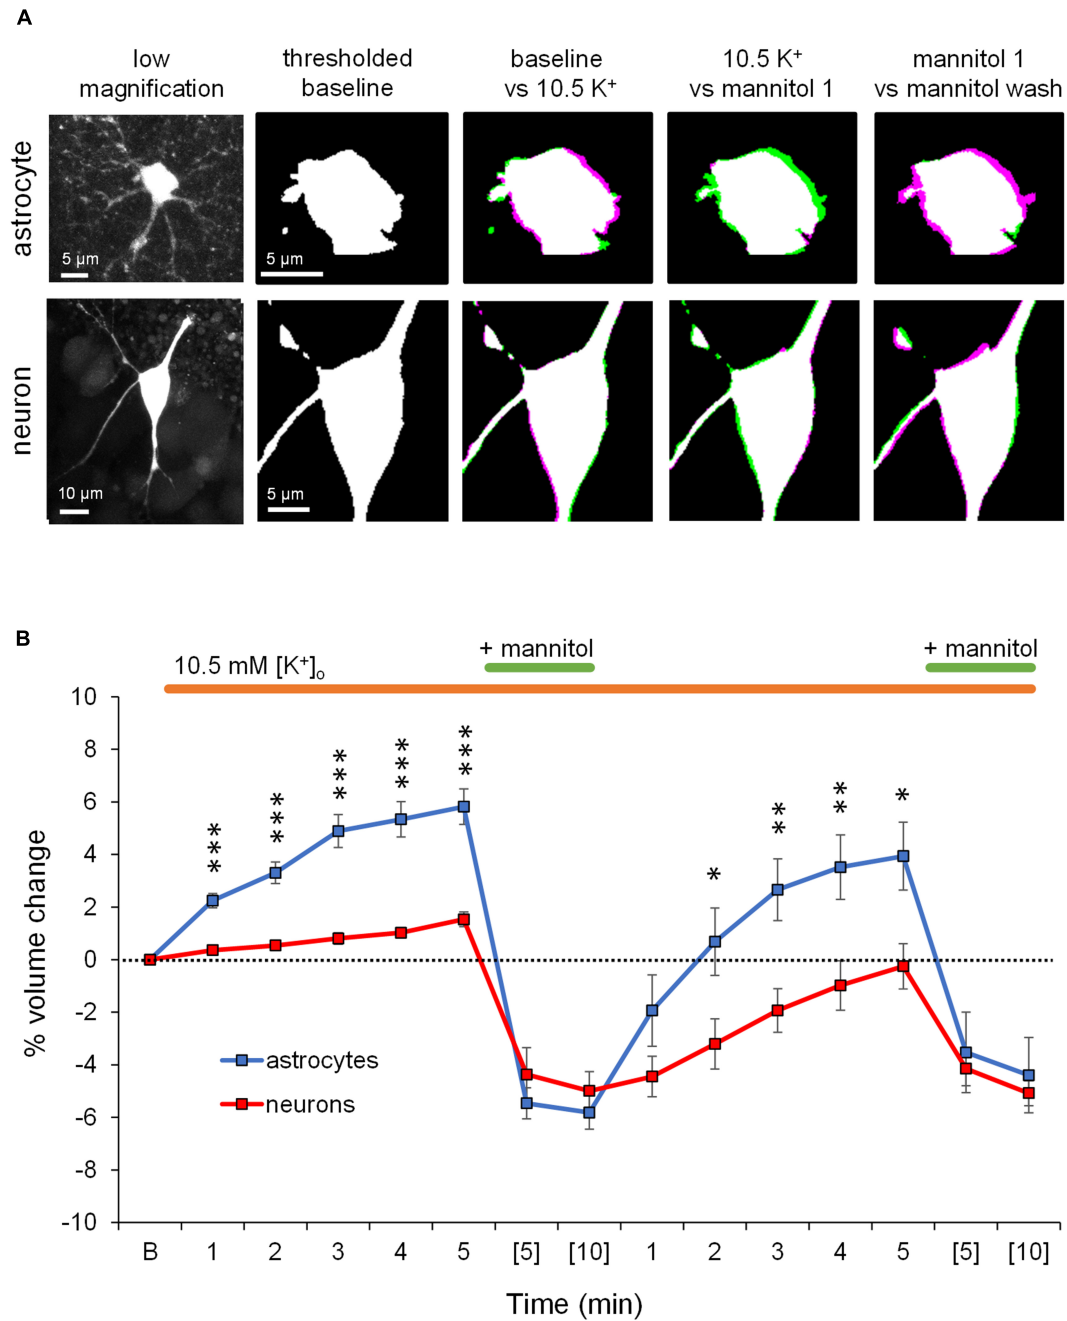 A
low
magnification
thresholded
baseline
baseline
vs 10.5 K⁺
10.5 K⁺
vs mannitol 1
mannitol 1
vs mannitol wash
astrocyte
5 µm
5 µm
neuron
10 µm
5 µm
B
+ mannitol
+ mannitol
10.5 mM [K⁺]ₒ
10
8
6
4
2
0
-2
-4
-6
-8
-10
% volume change
*** *** *** *** *** * ** ** *
astrocytes
neurons
B 1 2 3 4 5 [5] [10] 1 2 3 4 5 [5] [10]
Time (min)